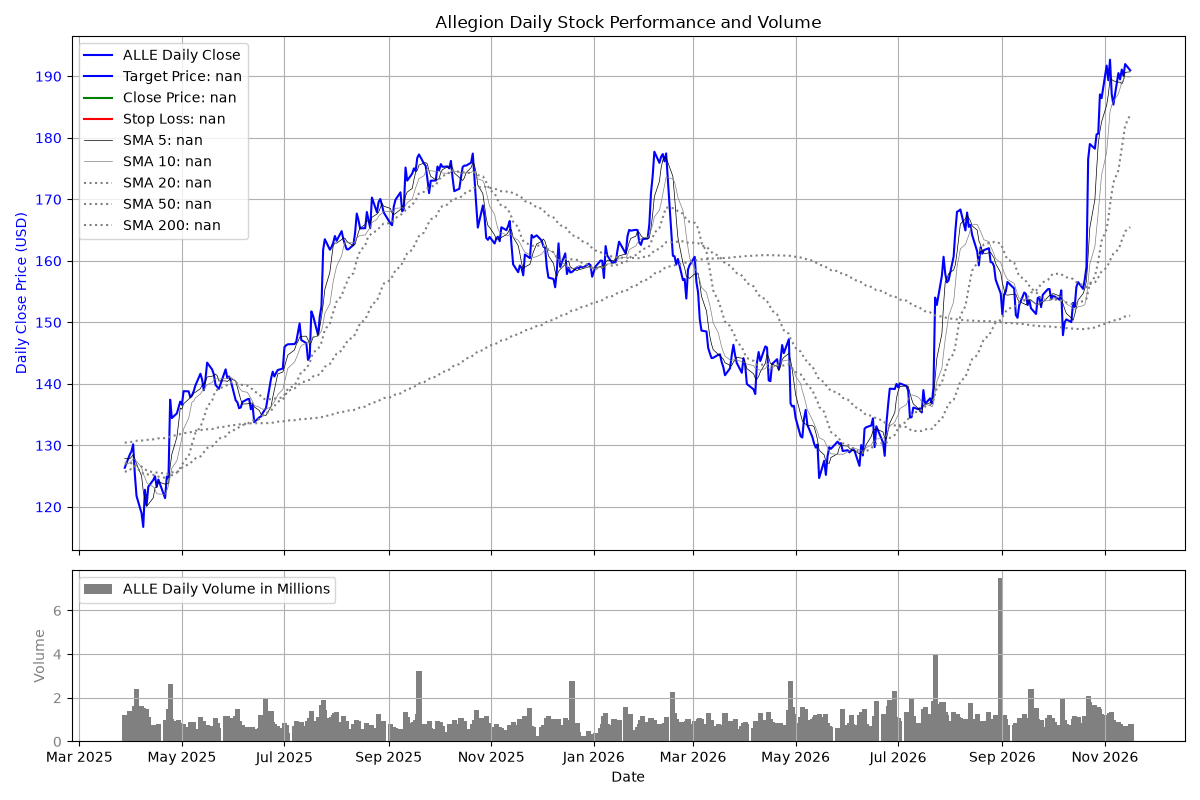 Allegion Daily Stock Performance and Volume
ALLE Daily Close
Target Price: nan
Close Price: nan
Stop Loss: nan
SMA 5: nan
SMA 10: nan
SMA 20: nan
SMA 50: nan
SMA 200: nan
Daily Close Price (USD)
190
180
170
160
150
140
130
120
ALLE Daily Volume in Millions
Volume
6
4
2
0
Mar 2025 May 2025 Jul 2025 Sep 2025 Nov 2025 Jan 2026 Mar 2026 May 2026 Jul 2026 Sep 2026 Nov 2026
Date